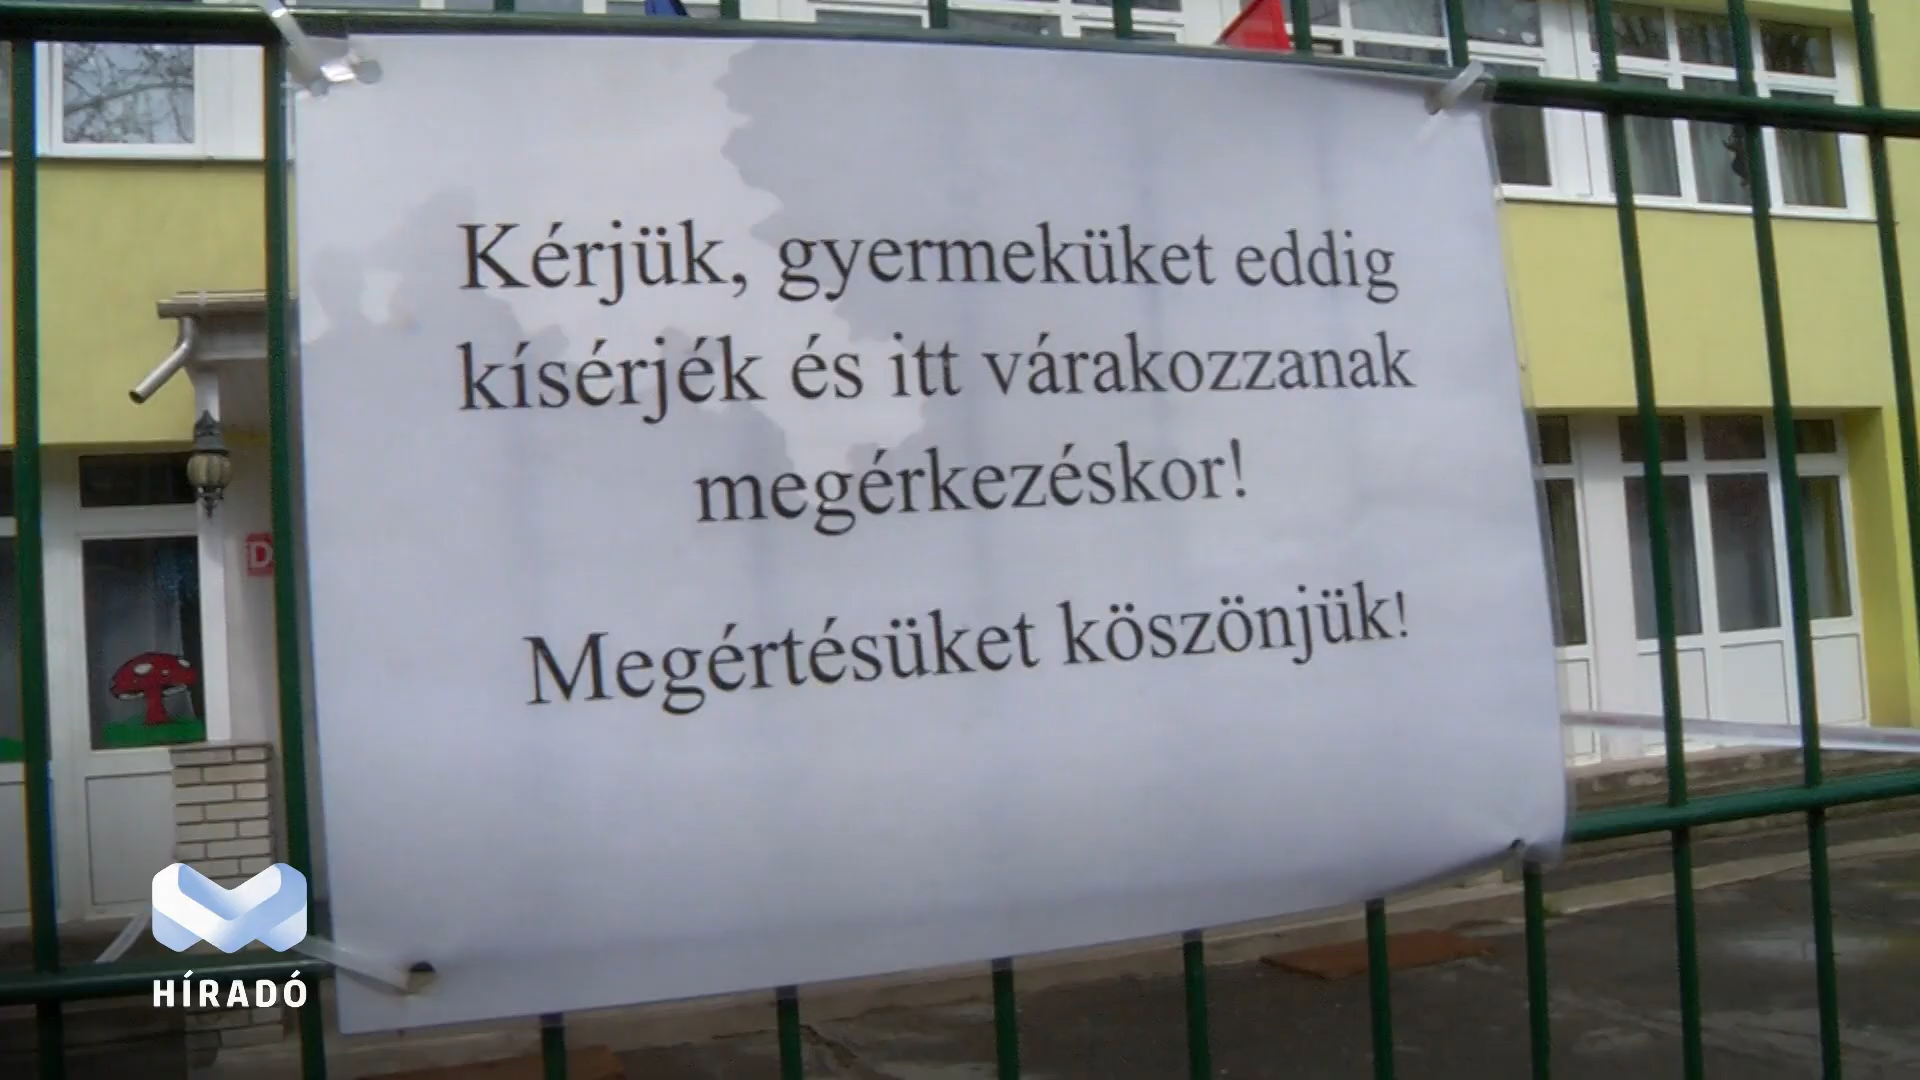 Kérjük, gyermeküket eddig
kísérjék és itt várakozzanak
megérkezéskor!
Megértésüket köszönjük!
D
HÍRADÓ